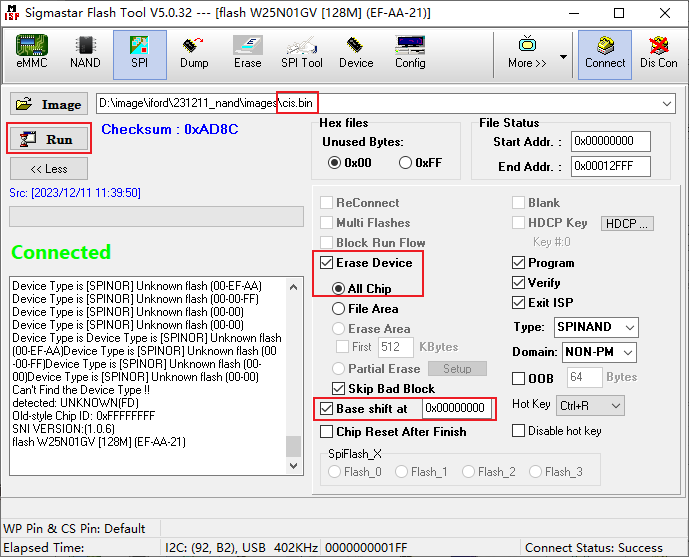 M ISP Sigmastar Flash Tool V5.0.32 --- [flash W25N01GV [128M] (EF-AA-21)]
eMMC NAND SPI Dump Erase SPI Tool Device Config More >> Connect Dis Con
Image D:\image\iford\231211_nand\images\cis.bin
Run Checksum : 0xAD8C
<< Less
Src: [2023/12/11 11:39:50]
Hex files
Unused Bytes:
0x00 0xFF
File Status
Start Addr. : 0x00000000
End Addr. : 0x00012FFF
Connected
Device Type is [SPINOR] Unknown flash (00-EF-AA)
Device Type is [SPINOR] Unknown flash (00-00-FF)
Device Type is [SPINOR] Unknown flash (00-00)
Device Type is [SPINOR] Unknown flash (00-00)
Device Type is Device Type is [SPINOR] Unknown flash
(00-EF-AA)Device Type is [SPINOR] Unknown flash (00
-00-FF)Device Type is [SPINOR] Unknown flash (00-
00)Device Type is [SPINOR] Unknown flash (00-00)
Can't Find the Device Type !!
detected: UNKNOWN(FD)
Old-style Chip ID: 0xFFFFFFFF
SNI VERSION:(1.0.6)
flash W25N01GV [128M] (EF-AA-21)
ReConnect
Multi Flashes
Block Run Flow
Erase Device
All Chip
File Area
Erase Area
First 512 KBytes
Partial Erase Setup
Skip Bad Block
Base shift at 0x00000000
Chip Reset After Finish
Blank
HDCP Key HDCP ...
Key #:0
Program
Verify
Exit ISP
Type: SPINAND
Domain: NON-PM
OOB 64 Bytes
Hot Key Ctrl+R
Disable hot key
SpiFlash_X
Flash_0 Flash_1 Flash_2 Flash_3
WP Pin & CS Pin: Default
Elapsed Time: I2C: (92, B2), USB 402KHz 0000000001FF Connect Status: Success